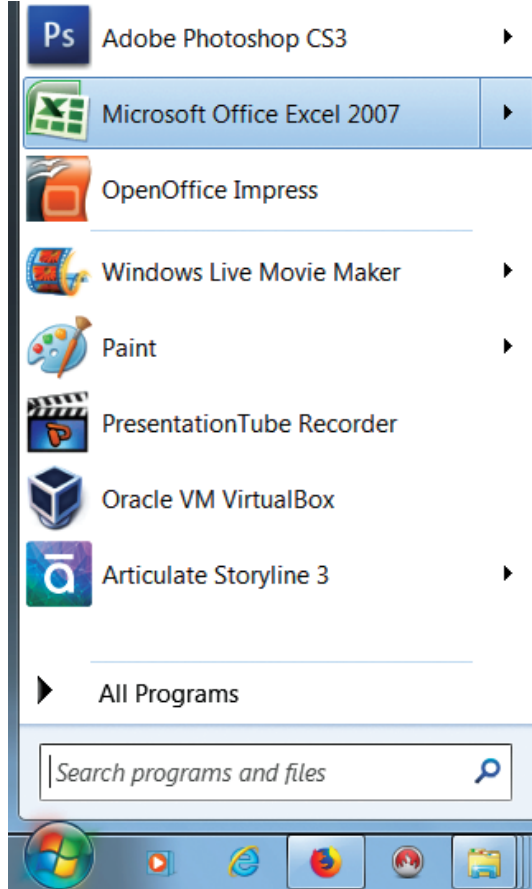 Ps
Adobe Photoshop CS3
Microsoft Office Excel 2007
OpenOffice Impress
Windows Live Movie Maker
Paint
PresentationTube Recorder
Oracle VM VirtualBox
ā
Articulate Storyline 3
All Programs
Search programs and files